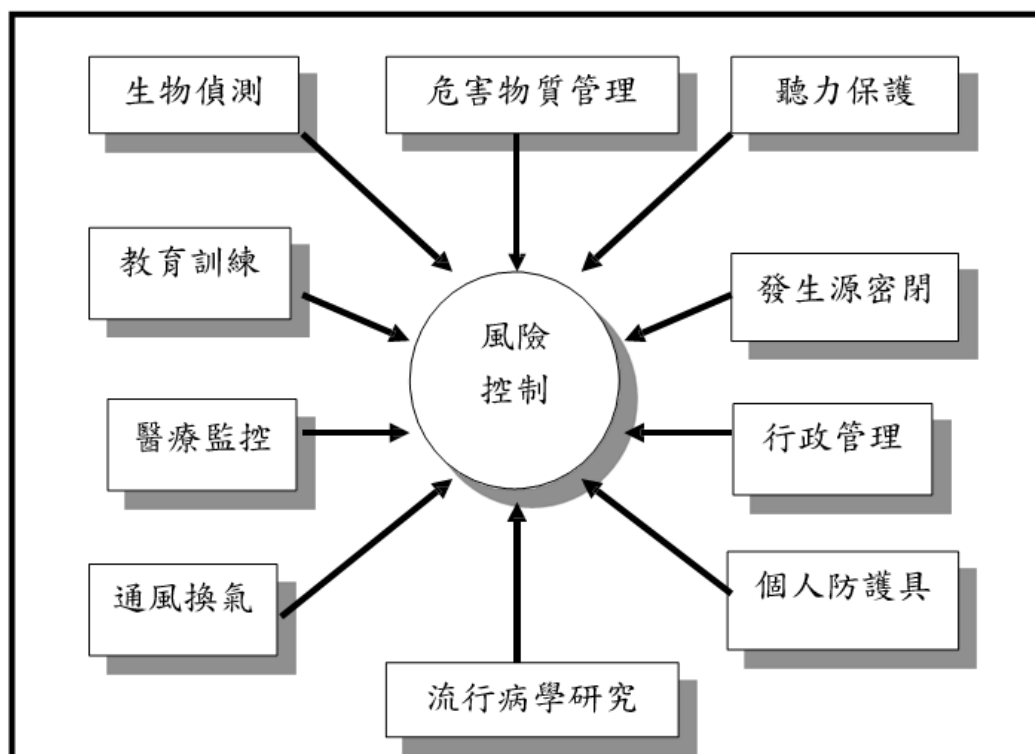 生物偵測
危害物質管理
聽力保護
教育訓練
發生源密閉
風險
控制
醫療監控
行政管理
通風換氣
個人防護具
流行病學研究